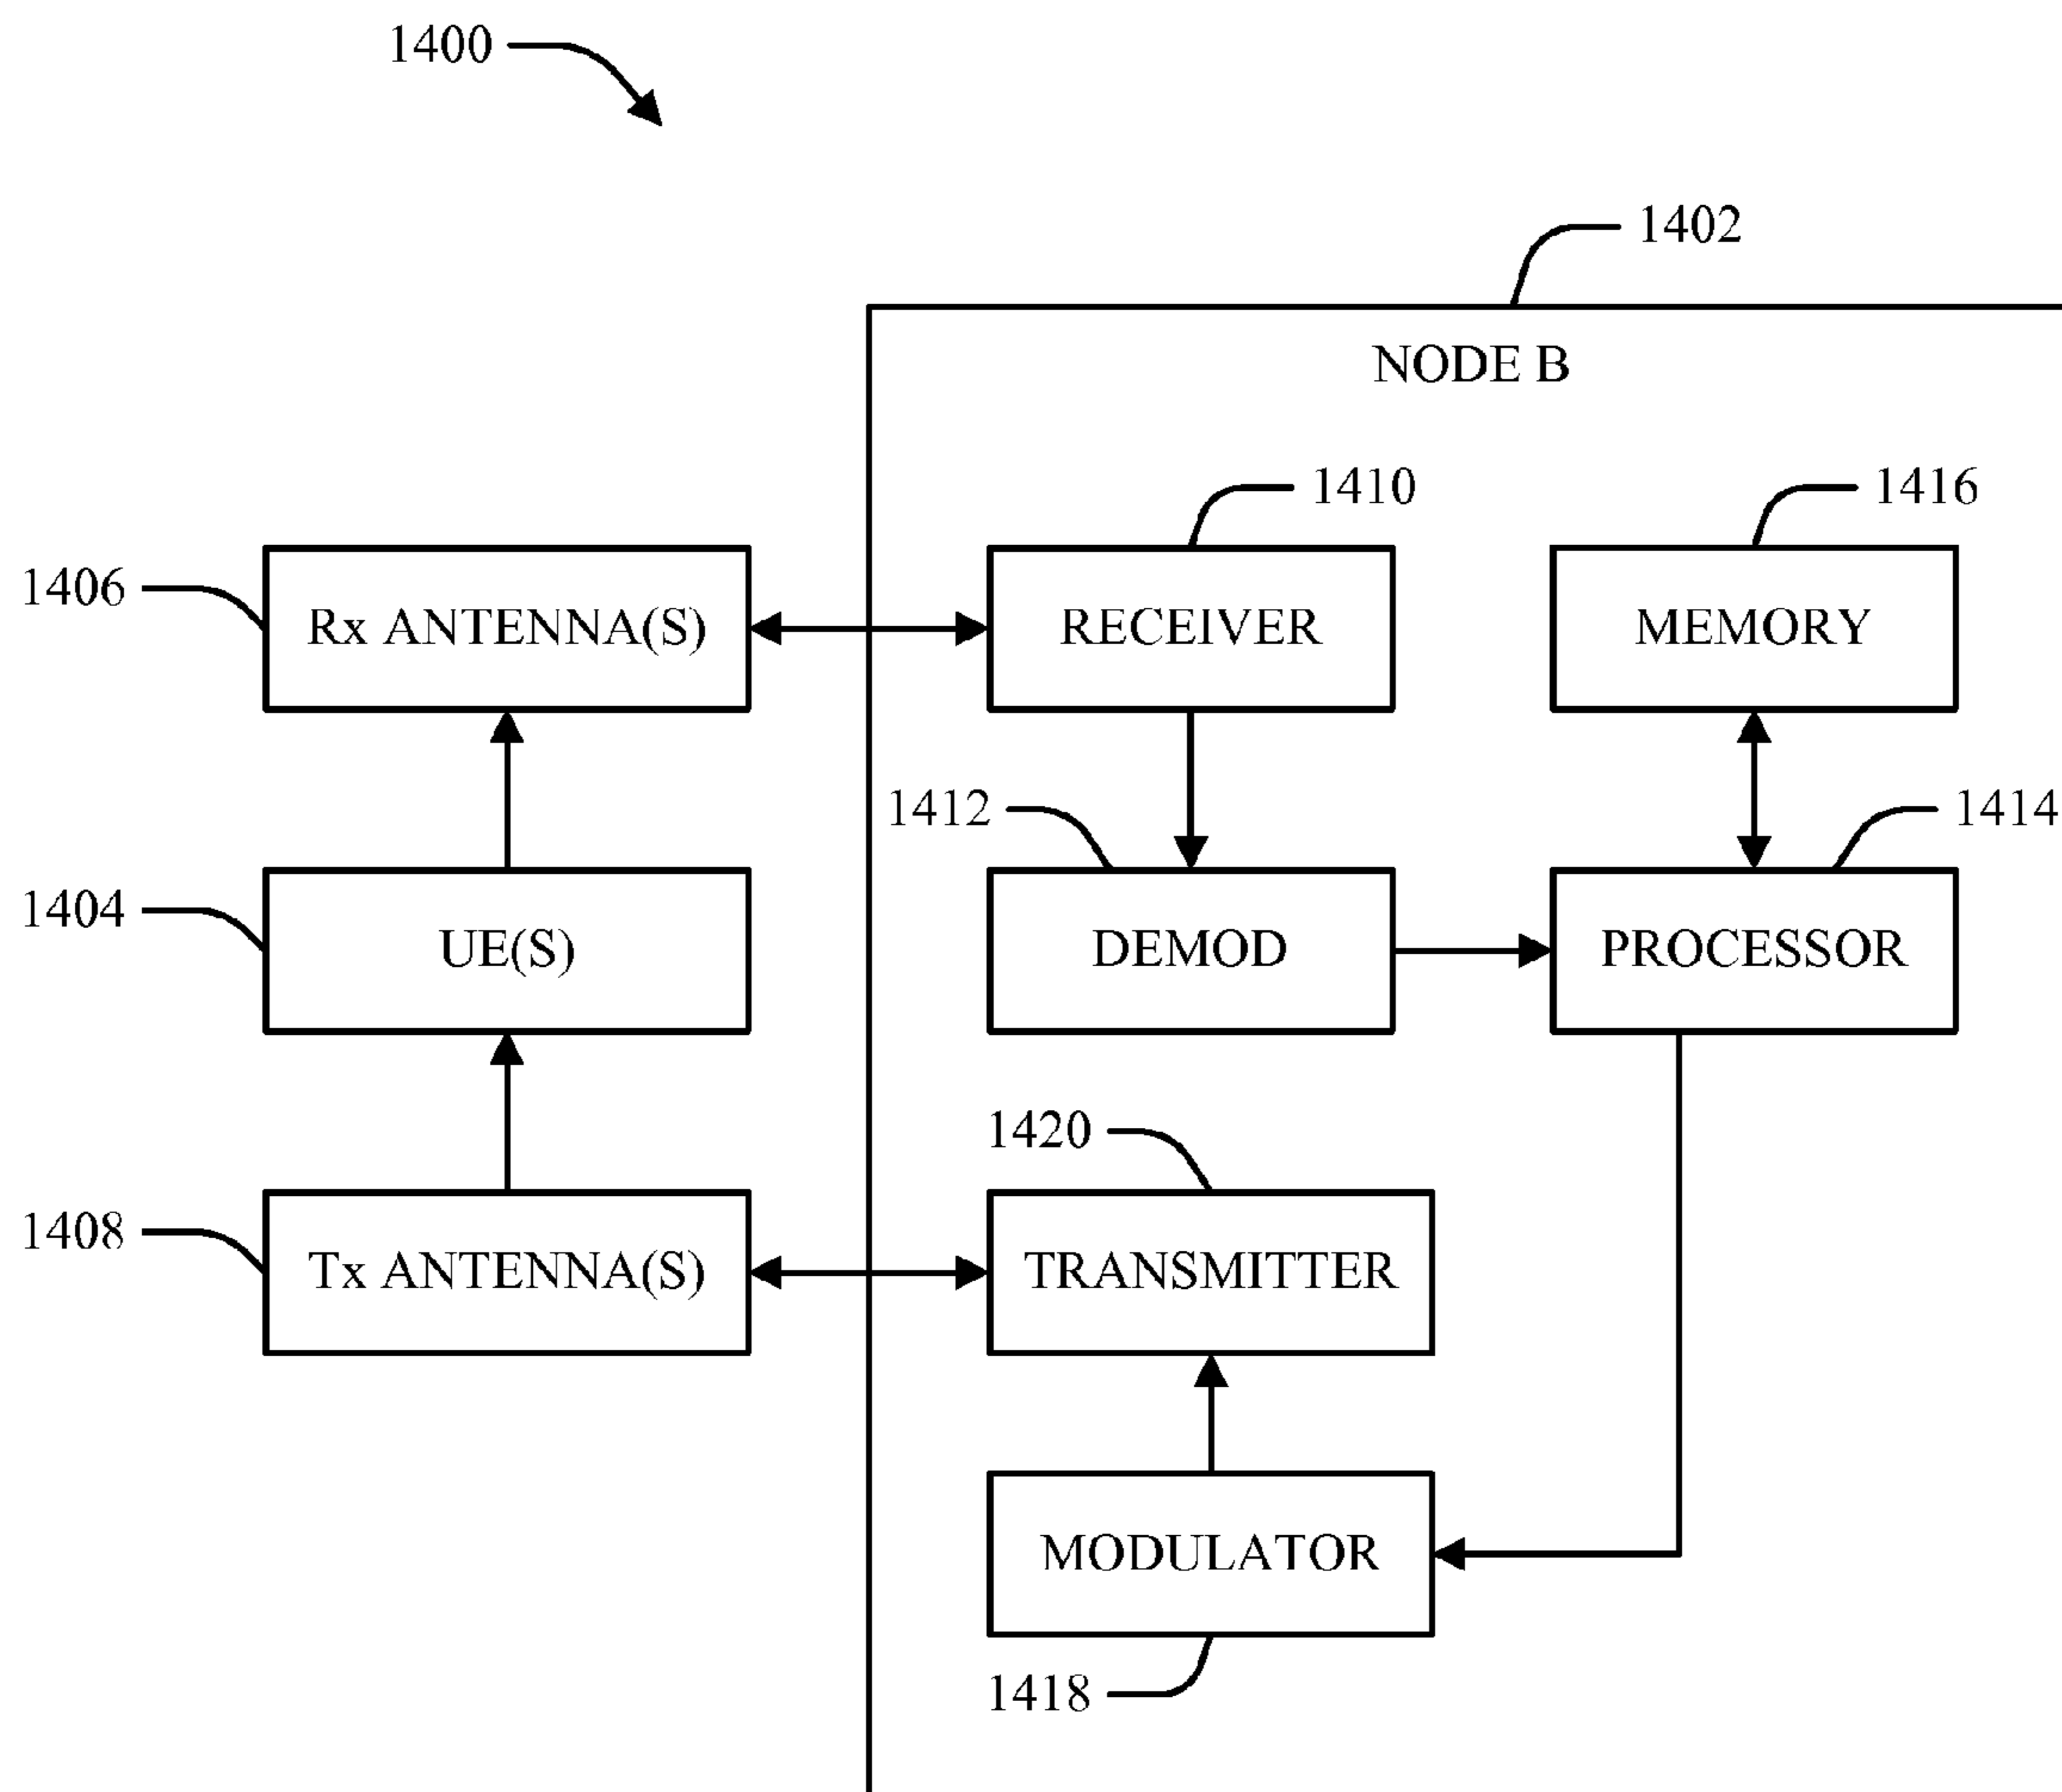 1400
1402
NODE B
1410
1416
1406
Rx ANTENNA(S)
RECEIVER
MEMORY
1412
1414
1404
UE(S)
DEMOD
PROCESSOR
1420
1408
Tx ANTENNA(S)
TRANSMITTER
MODULATOR
1418